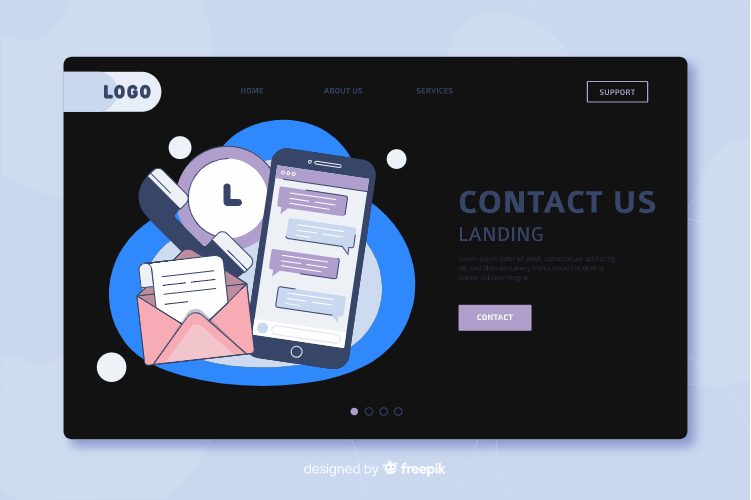 LOGO
HOME
ABOUT US
SERVICES
SUPPORT
CONTACT US
LANDING
Lorem ipsum dolor sit amet, consectetuer adipiscing
elit, sed diam nonummy nibh euismod tincidunt ut
laoreet dolore magna.
CONTACT
designed by freepik